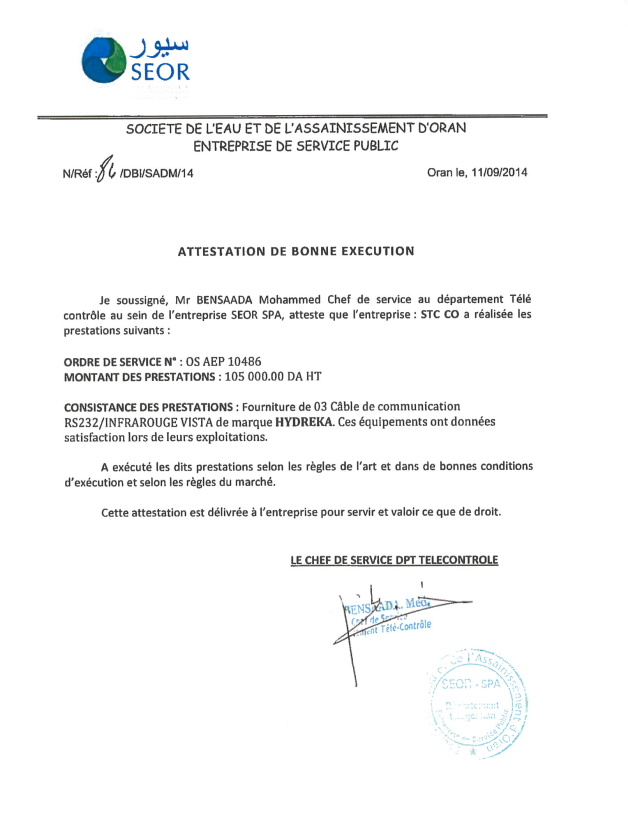 سيور
SEOR
SOCIETE DE L'EAU ET DE L'ASSAINISSEMENT D'ORAN
ENTREPRISE DE SERVICE PUBLIC
N/Réf : /DBI/SADM/14
Oran le, 11/09/2014
ATTESTATION DE BONNE EXECUTION
Je soussigné, Mr BENSAADA Mohammed Chef de service au département Télé
contrôle au sein de l'entreprise SEOR SPA, atteste que l'entreprise : STC CO a réalisée les
prestations suivants :
ORDRE DE SERVICE N° : OS AEP 10486
MONTANT DES PRESTATIONS : 105 000.00 DA HT
CONSISTANCE DES PRESTATIONS : Fourniture de 03 Câble de communication
RS232/INFRAROUGE VISTA de marque HYDREKA. Ces équipements ont données
satisfaction lors de leurs exploitations.
A exécuté les dits prestations selon les règles de l'art et dans de bonnes conditions
d'exécution et selon les règles du marché.
Cette attestation est délivrée à l'entreprise pour servir et valoir ce que de droit.
LE CHEF DE SERVICE DPT TELECONTROLE
BENSAADA Med.
Chef de Service
Télé-Contrôle
de l'Assainissement d'Oran
SEOR - SPA
Département
de Service Public